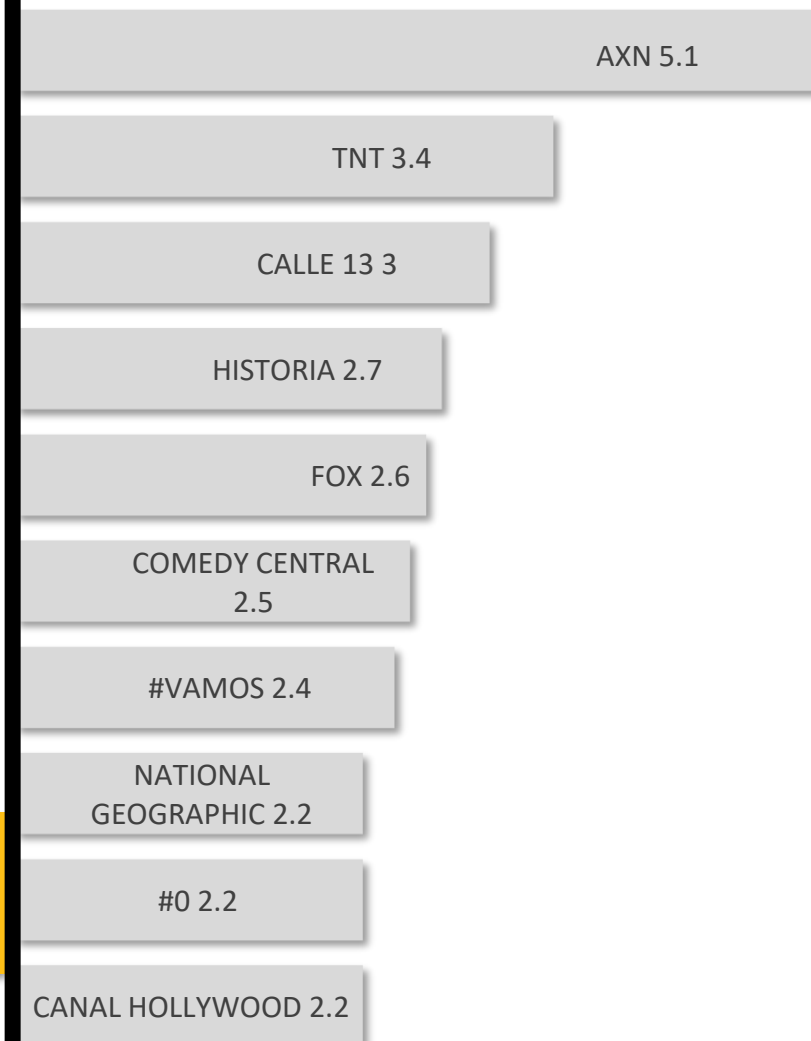 AXN 5.1
TNT 3.4
CALLE 13 3
HISTORIA 2.7
FOX 2.6
COMEDY CENTRAL
2.5
#VAMOS 2.4
NATIONAL
GEOGRAPHIC 2.2
#0 2.2
CANAL HOLLYWOOD 2.2